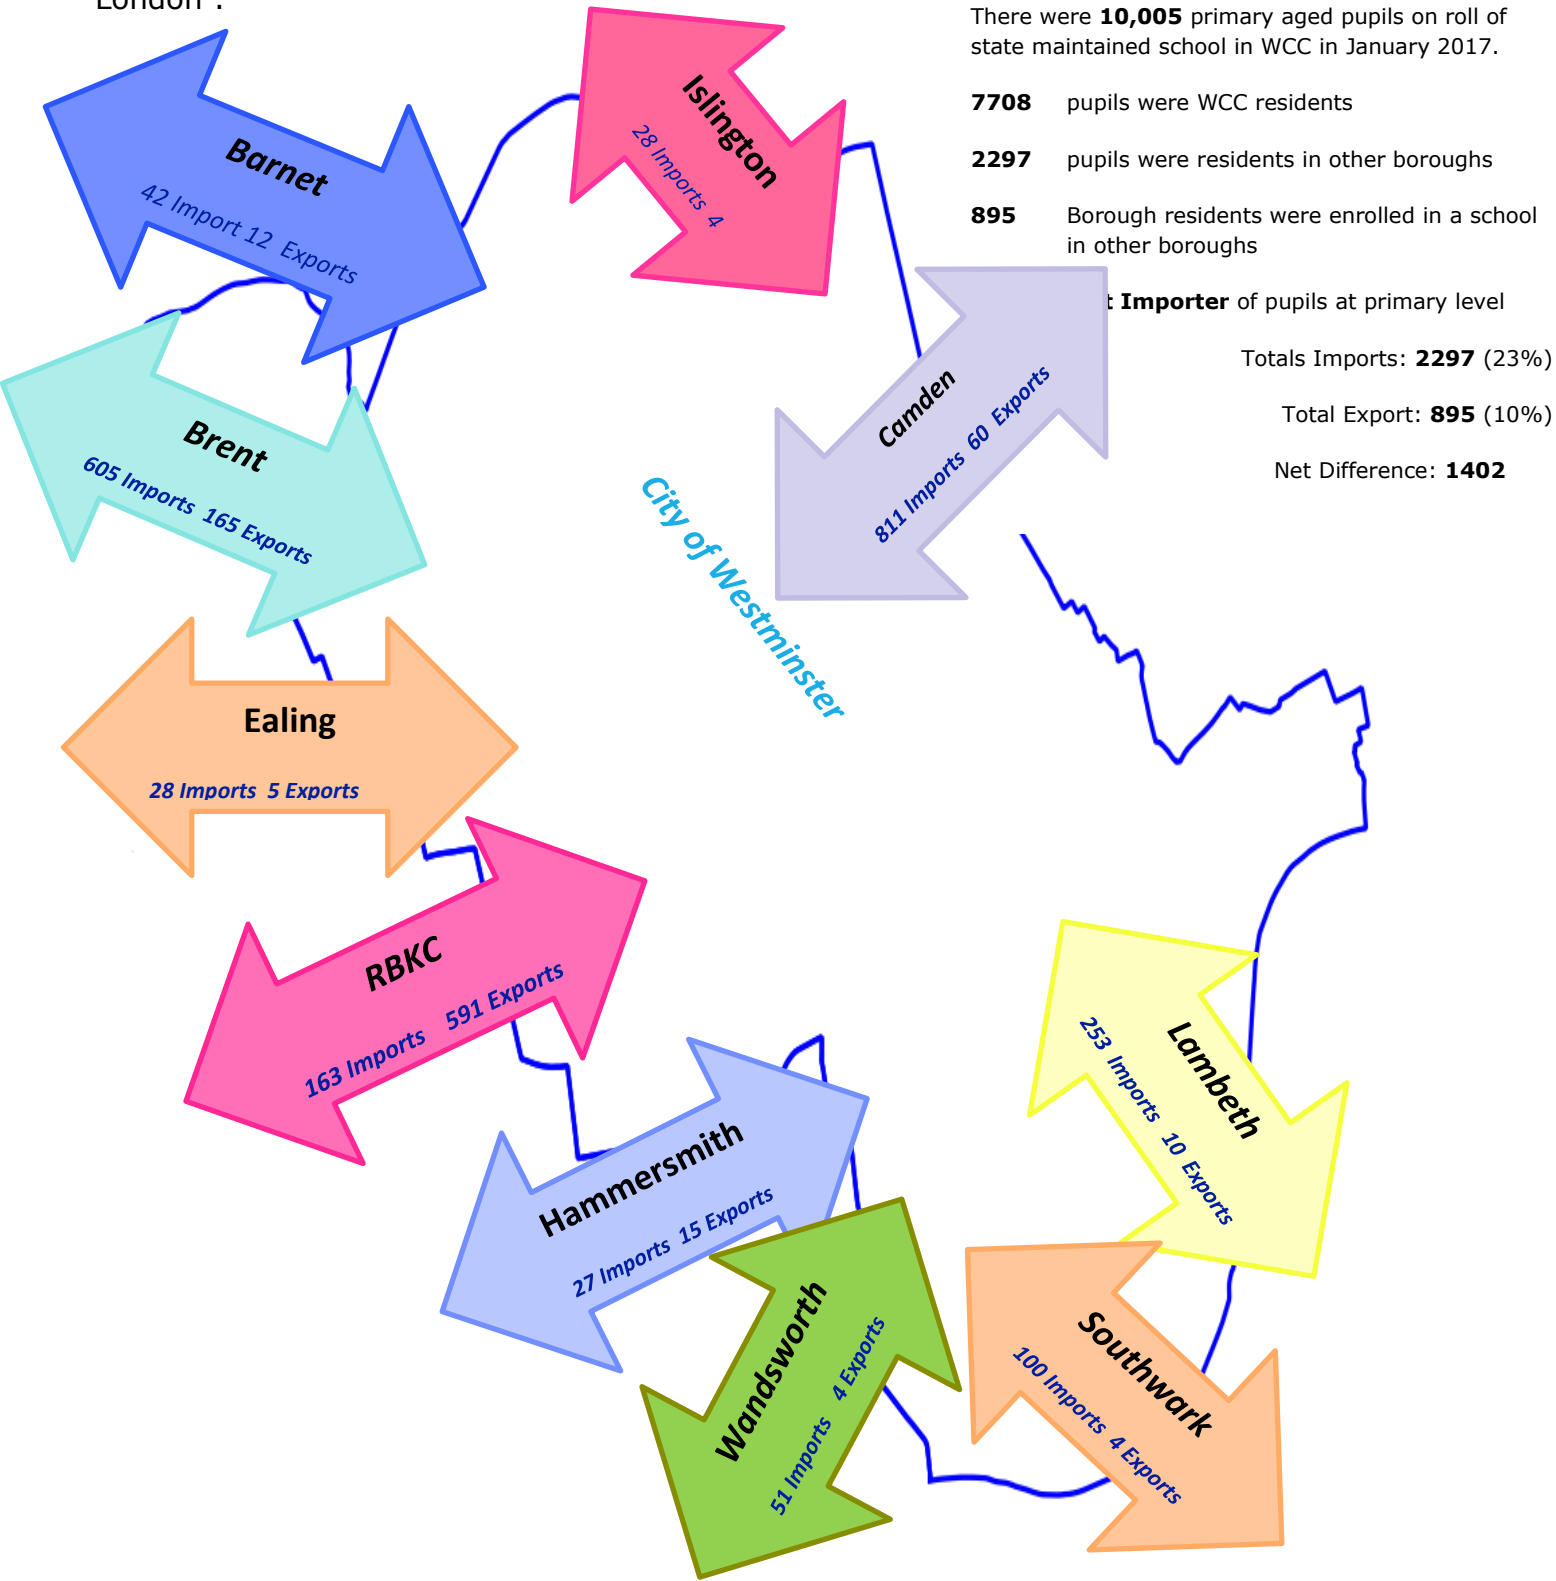 London".
There were 10,005 primary aged pupils on roll of
state maintained school in WCC in January 2017.
7708 pupils were WCC residents
2297 pupils were residents in other boroughs
895 Borough residents were enrolled in a school
in other boroughs
t Importer of pupils at primary level
Totals Imports: 2297 (23%)
Total Export: 895 (10%)
Net Difference: 1402
Barnet
42 Import 12 Exports
Islington
28 Imports 4
Camden
811 Imports 60 Exports
Brent
605 Imports 165 Exports
City of Westminster
Ealing
28 Imports 5 Exports
RBKC
163 Imports 591 Exports
Lambeth
253 Imports 10 Exports
Hammersmith
27 Imports 15 Exports
Wandsworth
51 Imports 4 Exports
Southwark
100 Imports 4 Exports